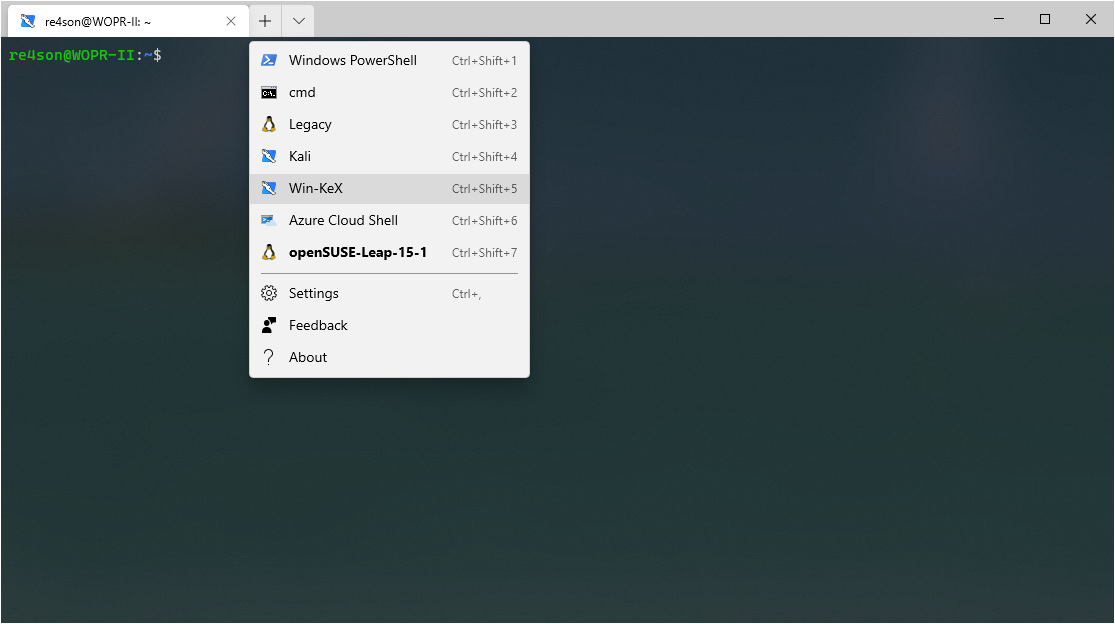 re4son@WOPR-II: ~
re4son@WOPR-II:~$
Windows PowerShell Ctrl+Shift+1
cmd Ctrl+Shift+2
Legacy Ctrl+Shift+3
Kali Ctrl+Shift+4
Win-KeX Ctrl+Shift+5
Azure Cloud Shell Ctrl+Shift+6
openSUSE-Leap-15-1 Ctrl+Shift+7
Settings Ctrl+,
Feedback
About